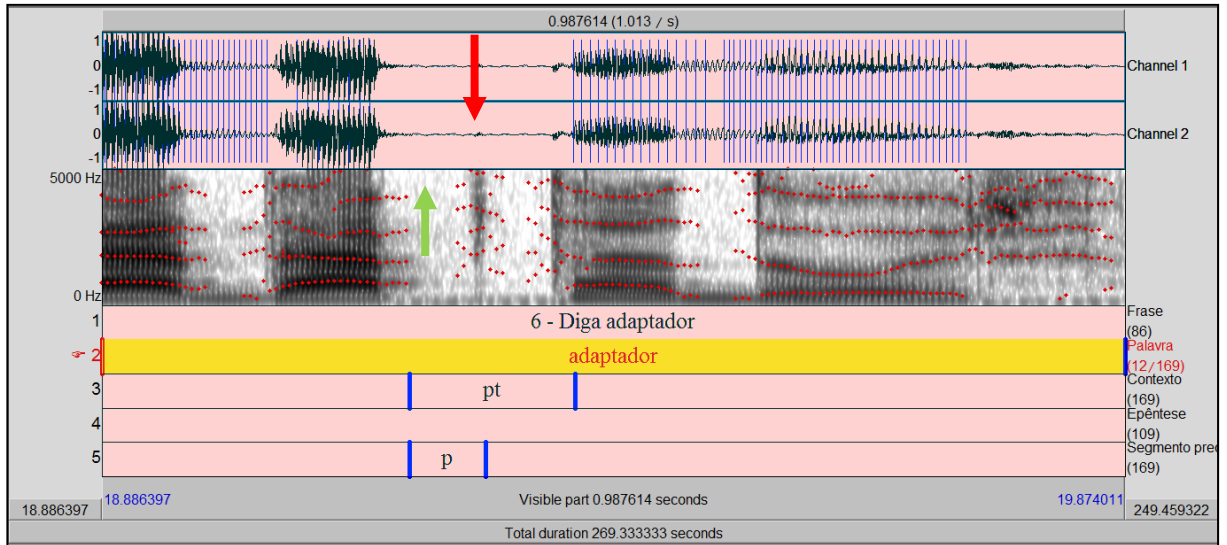 0.987614 (1.013 / s)
1
0
-1
Channel 1
1
0
-1
Channel 2
5000 Hz
0 Hz
1
6 - Diga adaptador
Frase
(86)
☞ 2
adaptador
Palavra
(12/169)
3
pt
Contexto
(169)
4
Epêntese
(109)
5
p
Segmento pred
(169)
18.886397
18.886397
Visible part 0.987614 seconds
19.874011
249.459322
Total duration 269.333333 seconds